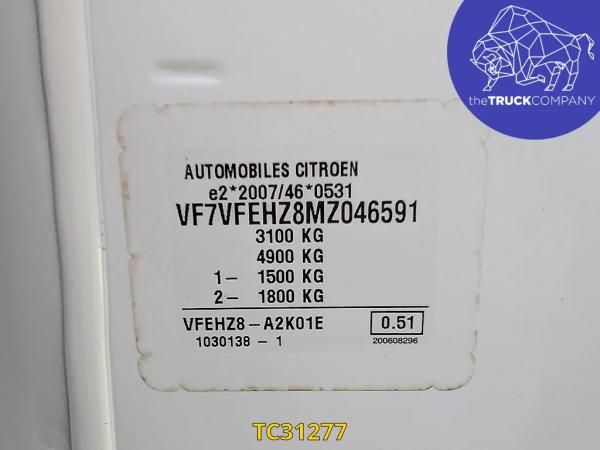 theTRUCKCOMPANY
AUTOMOBILES CITROEN
e2*2007/46*0531
VF7VFEHZ8MZ046591
3100 KG
4900 KG
1- 1500 KG
2- 1800 KG
VFEHZ8-A2K01E 0.51
1030138 - 1 200608296
TC31277